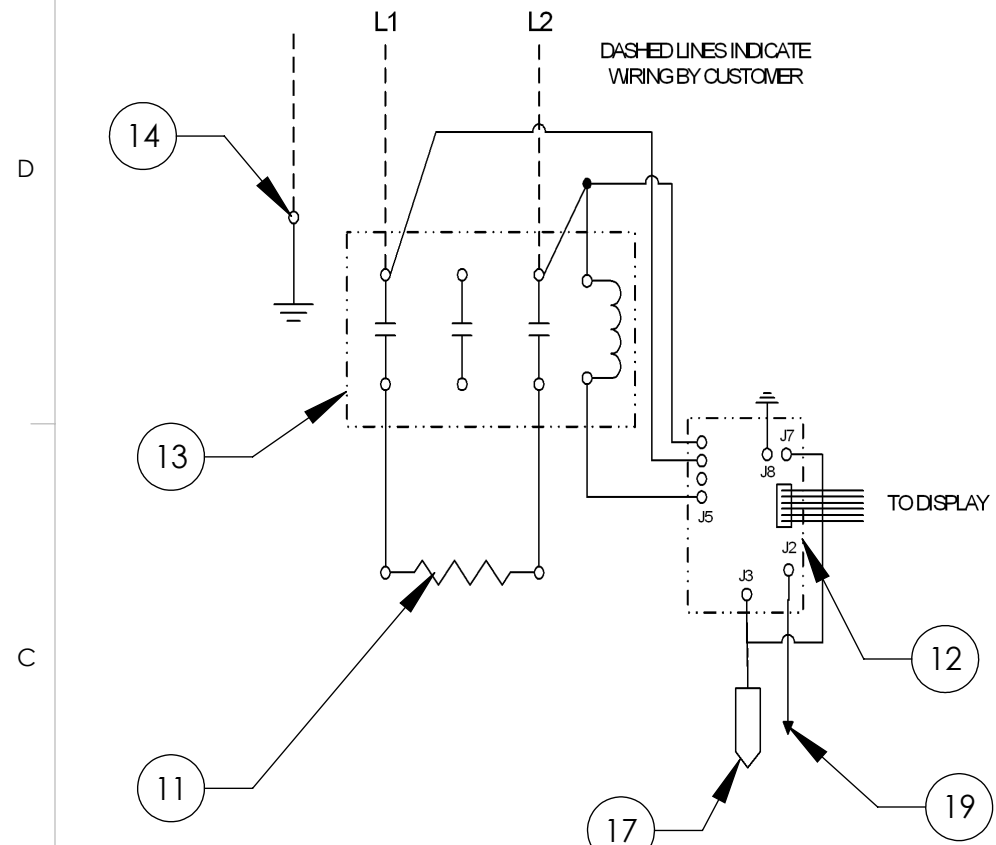 L1
L2
DASHED LINES INDICATE
WIRING BY CUSTOMER
14
D
13
J7
J8
TO DISPLAY
J5
J2
J3
12
C
11
17
19